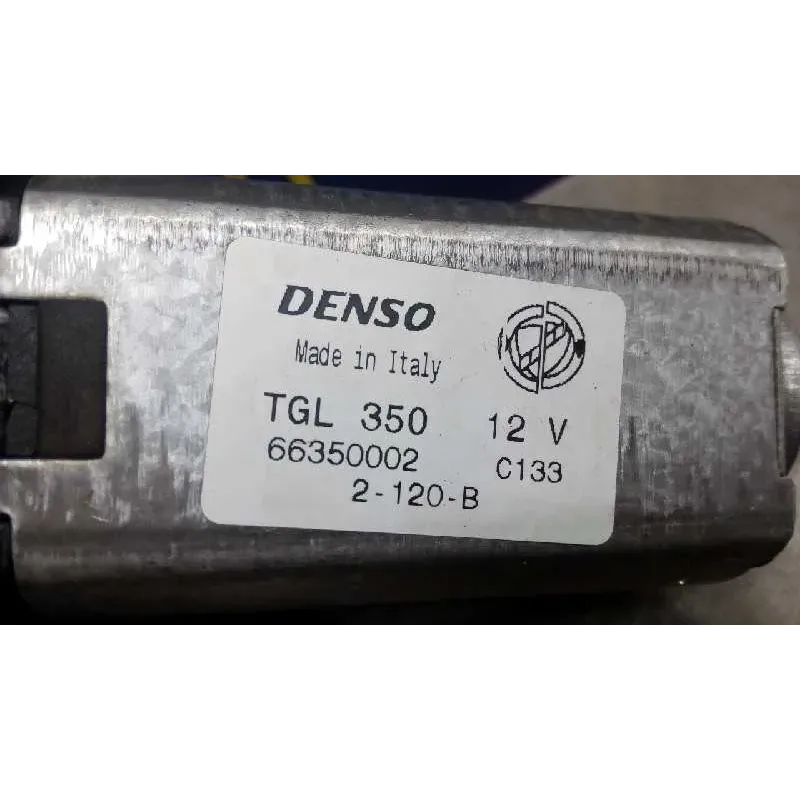 DENSO
Made in Italy
TGL 350 12 V
66350002 C133
2-120-B